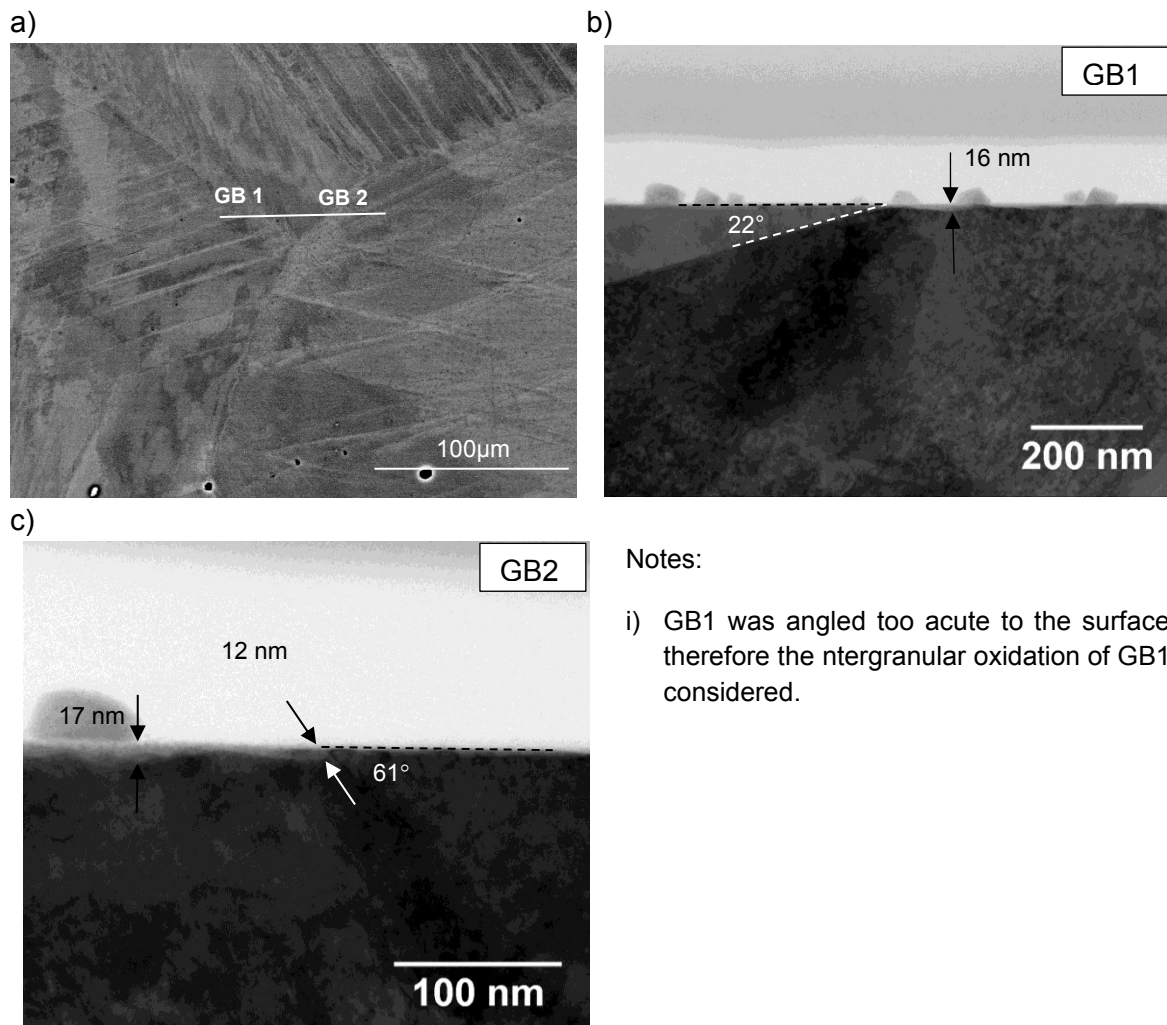 a)
b)
GB 1
GB 2
100µm
GB1
16 nm
22°
200 nm
c)
GB2
12 nm
17 nm
61°
100 nm
Notes:
i) GB1 was angled too acute to the surface
therefore the ntergranular oxidation of GB1
considered.